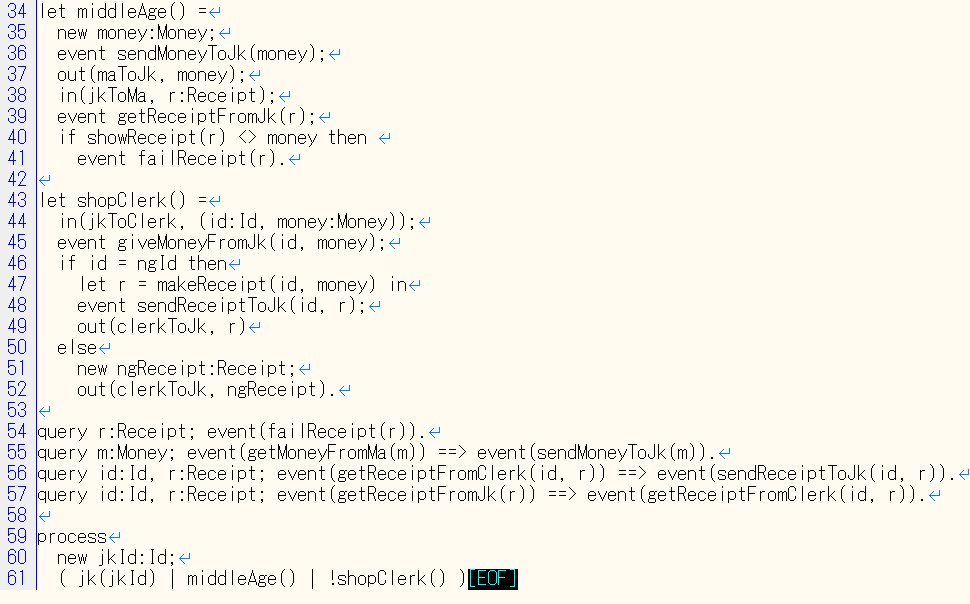 34 let middleAge() =↵
35   new money:Money;↵
36   event sendMoneyToJk(money);↵
37   out(maToJk, money);↵
38   in(jkToMa, r:Receipt);↵
39   event getReceiptFromJk(r);↵
40   if showReceipt(r) <> money then ↵
41     event failReceipt(r).↵
42 ↵
43 let shopClerk() =↵
44   in(jkToClerk, (id:Id, money:Money));↵
45   event giveMoneyFromJk(id, money);↵
46   if id = ngId then↵
47     let r = makeReceipt(id, money) in↵
48     event sendReceiptToJk(id, r);↵
49     out(clerkToJk, r)↵
50   else↵
51     new ngReceipt:Receipt;↵
52     out(clerkToJk, ngReceipt).↵
53 ↵
54 query r:Receipt; event(failReceipt(r)).↵
55 query m:Money; event(getMoneyFromMa(m)) ==> event(sendMoneyToJk(m)).↵
56 query id:Id, r:Receipt; event(getReceiptFromClerk(id, r)) ==> event(sendReceiptToJk(id, r)).↵
57 query id:Id, r:Receipt; event(getReceiptFromJk(r)) ==> event(getReceiptFromClerk(id, r)).↵
58 ↵
59 process↵
60   new jkId:Id;↵
61   ( jk(jkId) | middleAge() | !shopClerk() )[EOF]